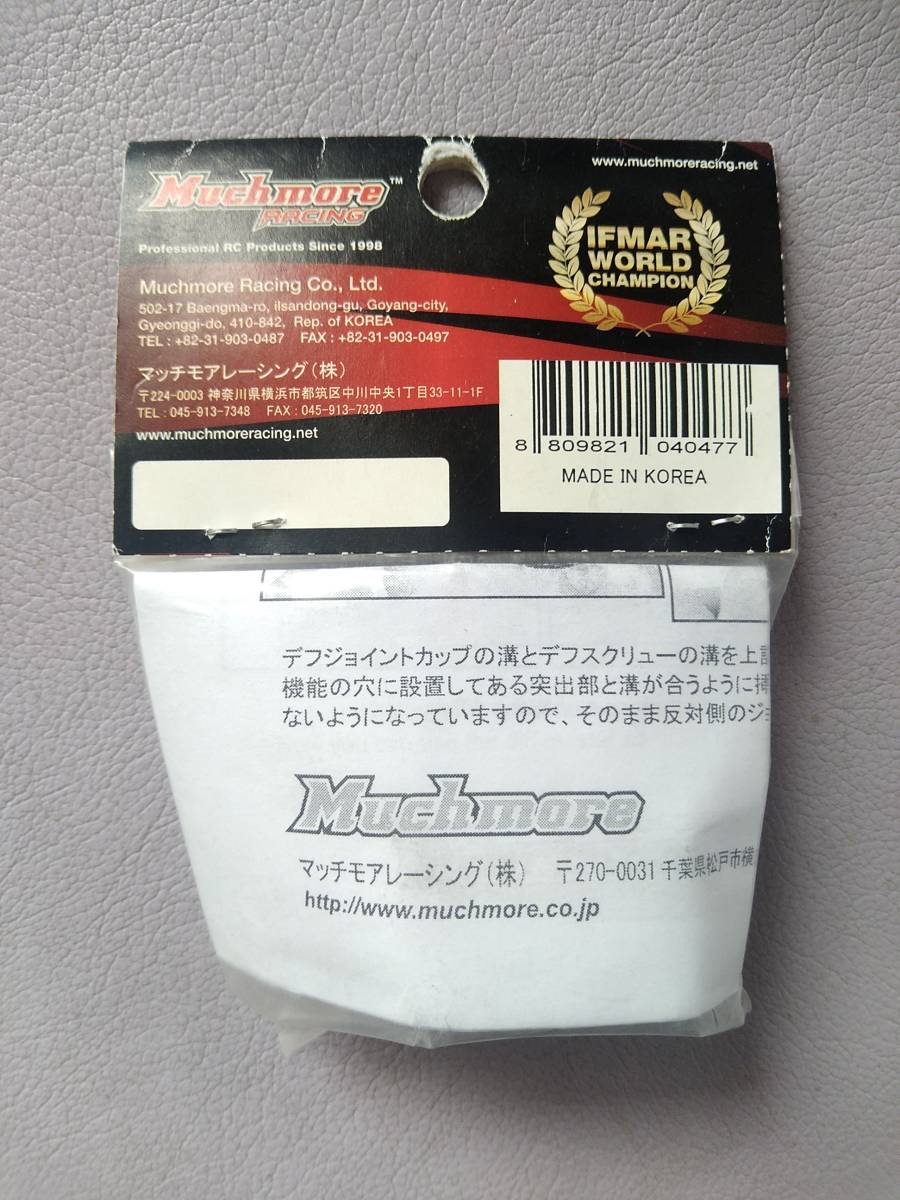 Muchmore™
RACING
Professional RC Products Since 1998
www.muchmoreracing.net
IFMAR
WORLD
CHAMPION
Muchmore Racing Co., Ltd.
502-17 Baengma-ro, ilsandong-gu, Goyang-city,
Gyeonggi-do, 410-842, Rep. of KOREA
TEL : +82-31-903-0487 FAX : +82-31-903-0497
マッチモアレーシング(株)
〒224-0003 神奈川県横浜市都筑区中川中央1丁目33-11-1F
TEL : 045-913-7348 FAX : 045-913-7320
www.muchmoreracing.net
8 809821 040477
MADE IN KOREA
デフジョイントカップの溝とデフスクリューの溝を上
機能の穴に設置してある突出部と溝が合うように
ないようになっていますので、そのまま反対側のジョ
Muchmore
マッチモアレーシング(株) 〒270-0031 千葉県松戸市横
http://www.muchmore.co.jp